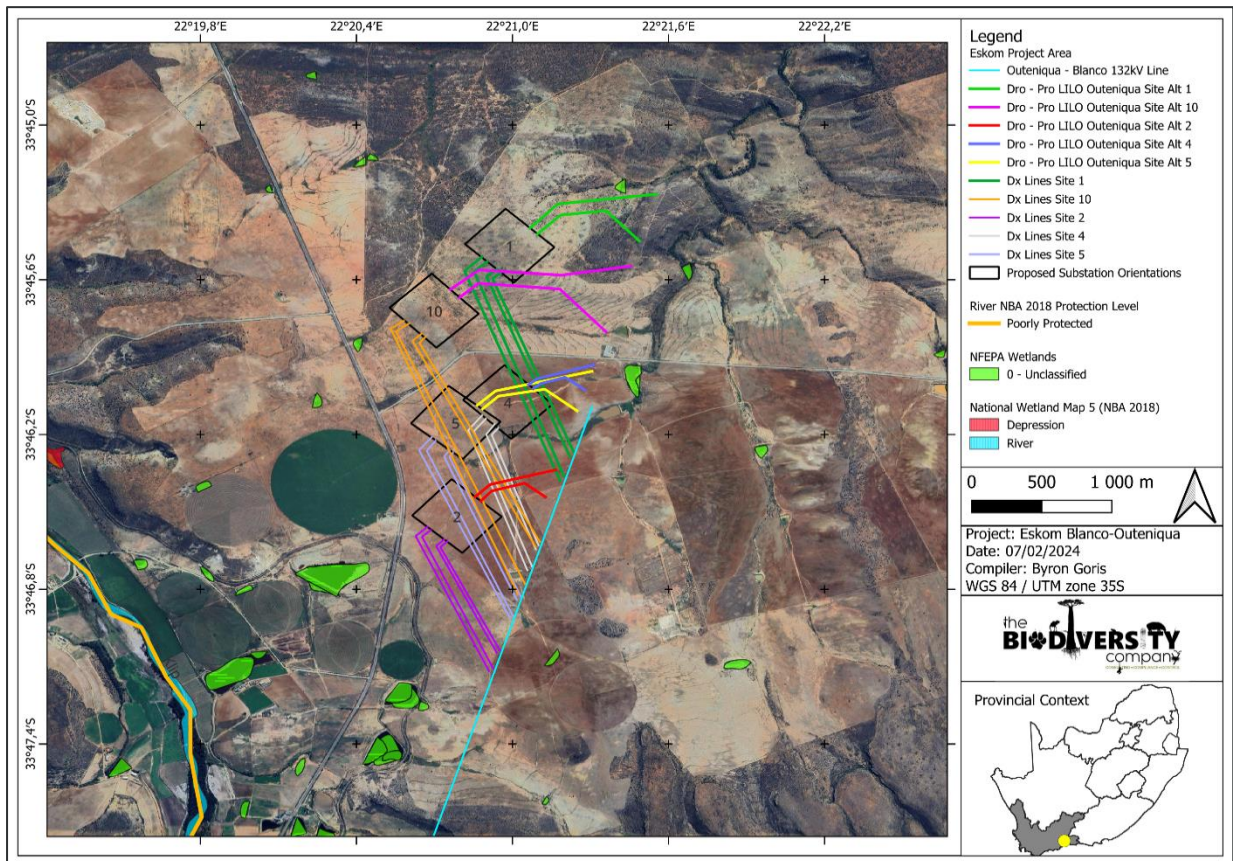 22°19,8'E 22°20,4'E 22°21,0'E 22°21,6'E 22°22,2'E
33°45,0'S
33°45,6'S
33°46,2'S
33°46,8'S
33°47,4'S
1
10
4
5
2
Legend
Eskom Project Area
Outeniqua - Blanco 132kV Line
Dro - Pro LILO Outeniqua Site Alt 1
Dro - Pro LILO Outeniqua Site Alt 10
Dro - Pro LILO Outeniqua Site Alt 2
Dro - Pro LILO Outeniqua Site Alt 4
Dro - Pro LILO Outeniqua Site Alt 5
Dx Lines Site 1
Dx Lines Site 10
Dx Lines Site 2
Dx Lines Site 4
Dx Lines Site 5
Proposed Substation Orientations
River NBA 2018 Protection Level
Poorly Protected
NFEPA Wetlands
0 - Unclassified
National Wetland Map 5 (NBA 2018)
Depression
River
0 500 1 000 m
Project: Eskom Blanco-Outeniqua
Date: 07/02/2024
Compiler: Byron Goris
WGS 84 / UTM zone 35S
the
BIODIVERSITY
company
Provincial Context